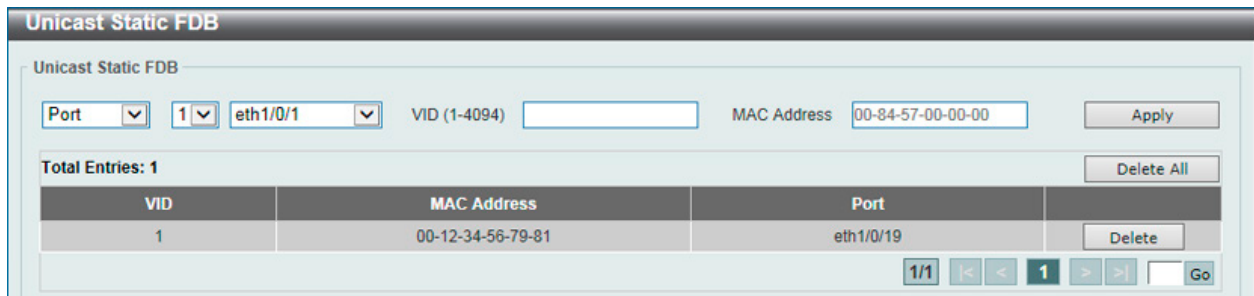 Unicast Static FDB
Unicast Static FDB
Port 1 eth1/0/1 VID (1-4094) MAC Address 00-84-57-00-00-00 Apply
Total Entries: 1 Delete All
VID MAC Address Port
1 00-12-34-56-79-81 eth1/0/19 Delete
1/1 |< < 1 > >| Go